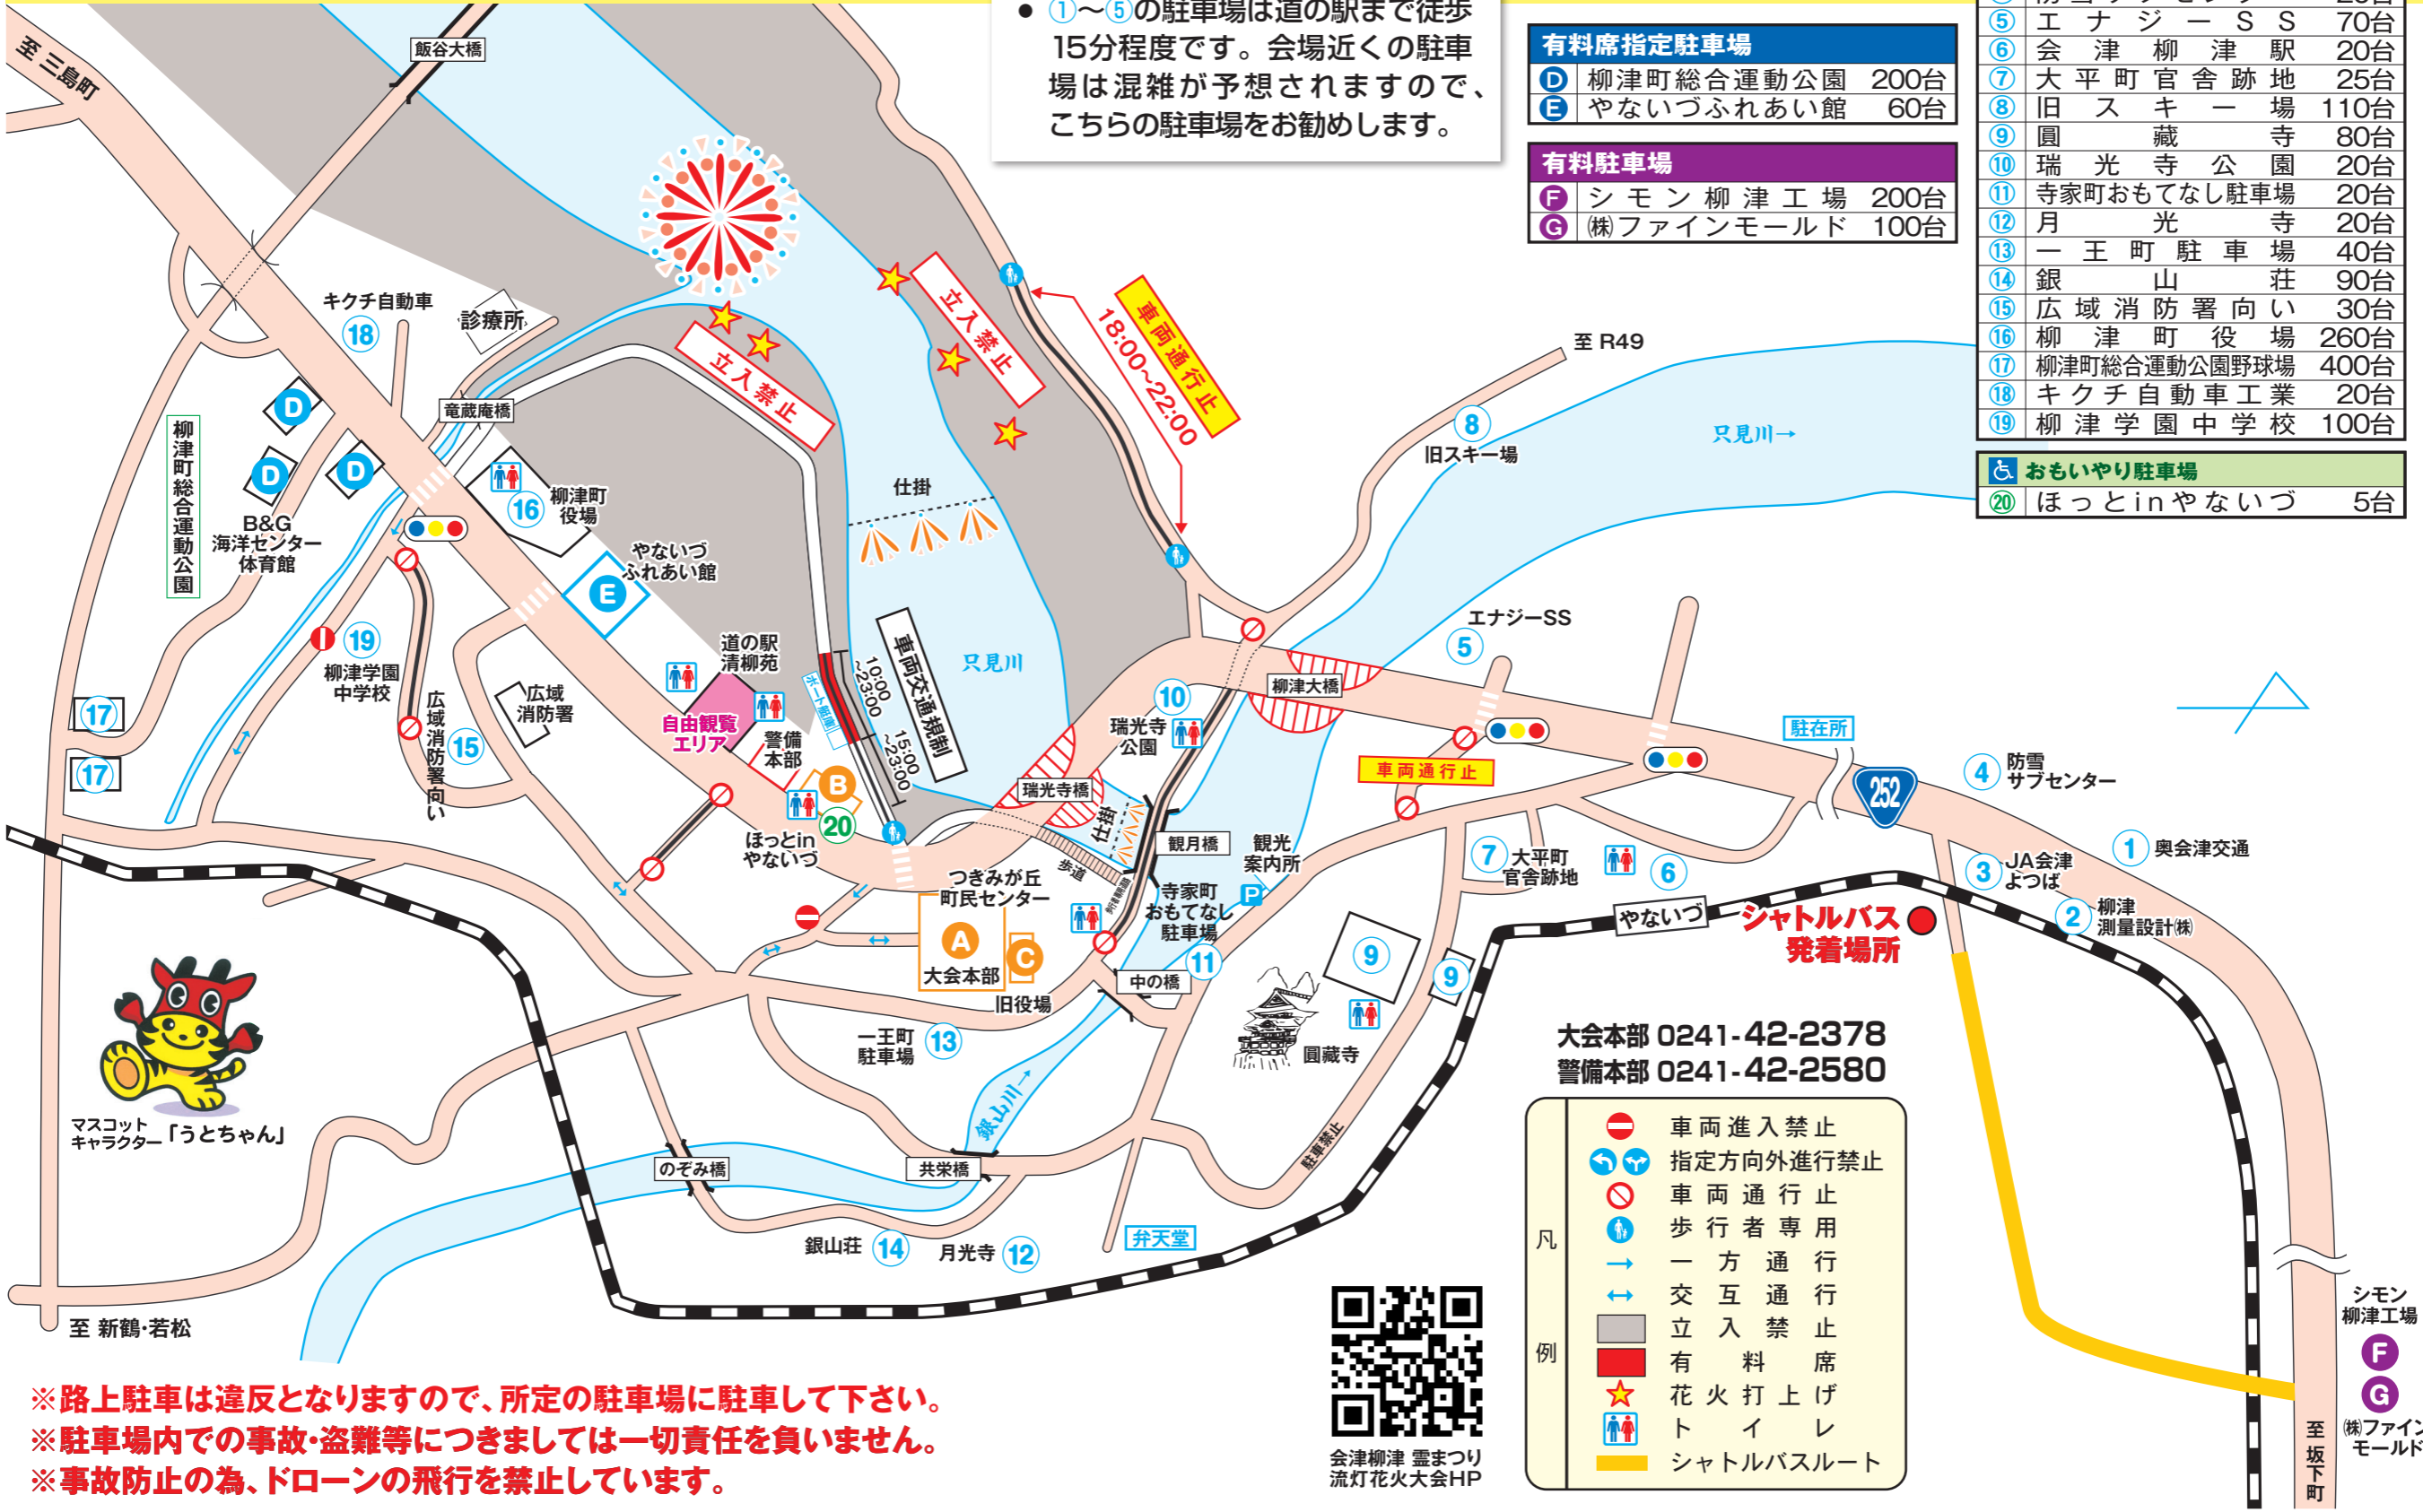 ● ①～⑤の駐車場は道の駅まで徒歩
15分程度です。会場近くの駐車
場は混雑が予想されますので、
こちらの駐車場をお勧めします。
有料席指定駐車場
D 柳津町総合運動公園 200台
E やないづふれあい館 60台
有料駐車場
F シモン柳津工場 200台
G ㈱ファインモールド 100台
⑤ エナジーＳＳ 70台
⑥ 会津柳津駅 20台
⑦ 大平町官舎跡地 25台
⑧ 旧スキー場 110台
⑨ 圓藏寺 80台
⑩ 瑞光寺公園 20台
⑪ 寺家町おもてなし駐車場 20台
⑫ 月光寺 20台
⑬ 一王町駐車場 40台
⑭ 銀山荘 90台
⑮ 広域消防署向い 30台
⑯ 柳津町役場 260台
⑰ 柳津町総合運動公園野球場 400台
⑱ キクチ自動車工業 20台
⑲ 柳津学園中学校 100台
おもいやり駐車場
⑳ ほっとinやないづ 5台
至 三島町
飯谷大橋
キクチ自動車
18
診療所
竜蔵庵橋
立入禁止
立入禁止
車両通行止
18:00~22:00
至 R49
8
旧スキー場
只見川→
柳津町総合運動公園
D
D
D
B&G
海洋センター
体育館
16
柳津町
役場
やないづ
ふれあい館
E
仕掛
19
柳津学園
中学校
17
17
広域消防署向い
15
広域
消防署
道の駅
清柳苑
自由観覧
エリア
警備
本部
ボート船着場
10:00
~23:00
15:00
~23:00
車両交通規制
只見川
B
20
ほっとin
やないづ
瑞光寺橋
10
瑞光寺
公園
柳津大橋
エナジーSS
5
車両通行止
駐在所
252
4
防雪
サブセンター
1
奥会津交通
3
JA会津
よつば
2
柳津
測量設計㈱
7
大平町
官舎跡地
6
やないづ
シャトルバス
発着場所
仕掛
歩道
観月橋
観光
案内所
P
寺家町
おもてなし
駐車場
11
中の橋
つきみが丘
町民センター
A
大会本部
C
旧役場
一王町
駐車場
13
9
9
圓藏寺
銀山川→
駐車禁止
のぞみ橋
共栄橋
銀山荘
14
月光寺
12
弁天堂
マスコット
キャラクター「うとちゃん」
至 新鶴・若松
大会本部 0241-42-2378
警備本部 0241-42-2580
凡例
車両進入禁止
指定方向外進行禁止
車両通行止
歩行者専用
一方通行
交互通行
立入禁止
有料席
花火打上げ
トイレ
シャトルバスルート
シモン
柳津工場
F
G
㈱ファイン
モールド
至 坂下町
会津柳津 霊まつり
流灯花火大会HP
※路上駐車は違反となりますので、所定の駐車場に駐車して下さい。
※駐車場内での事故・盗難等につきましては一切責任を負いません。
※事故防止の為、ドローンの飛行を禁止しています。